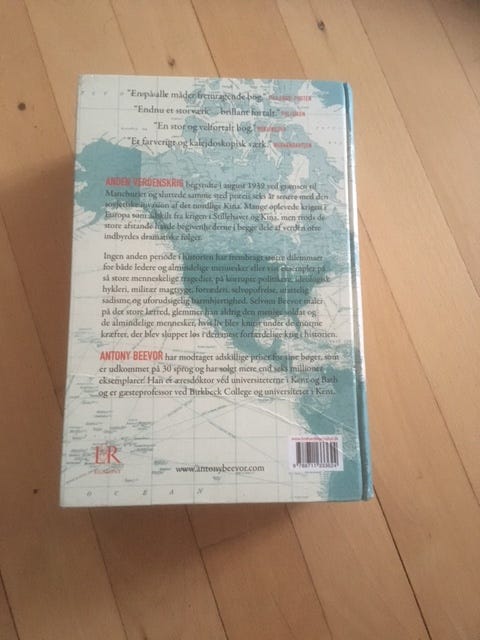 "En på alle måder fremragende bog." JYLLANDS-POSTEN
"Endnu et storværk ... brillant fortalt." POLITIKEN
"En stor og velfortalt bog."
"Et farverigt og kalejdoskopisk værk."
ANDEN VERDENSKRIG begyndte i august 1939 ved grænsen til
Manchuriet og sluttede samme sted præcis seks år senere med den
sovjetiske invasion af det nordlige Kina. Mange oplevede krigen i
Europa som adskilt fra krigen i Stillehavet og Kina, men trods de
store afstande havde begivenhederne i begge dele af verden ofte
indbyrdes dramatiske følger.
Ingen anden periode i historien har frembragt større dilemmaer
for både ledere og almindelige mennesker eller vist eksempler på
så store menneskelige tragedier, på korrupte politikere, ideologisk
hykleri, militær magtsyge, forræderi, selvopofrelse, ufattelig
sadisme og uforudsigelig barmhjertighed. Selvom Beevor maler
på det store lærred, glemmer han aldrig den menige soldat og
de almindelige mennesker, hvis liv blev knust under de enorme
kræfter, der blev sluppet løs i den mest forfærdelige krig i historien.
ANTONY BEEVOR har modtaget adskillige priser for sine bøger, som
er udkommet på 30 sprog og har solgt mere end seks millioner
eksemplarer. Han er æresdoktor ved universiteterne i Kent og Bath
og er gæsteprofessor ved Birkbeck College og universitetet i Kent.
LR
www.antonybeevor.com
OCEAN